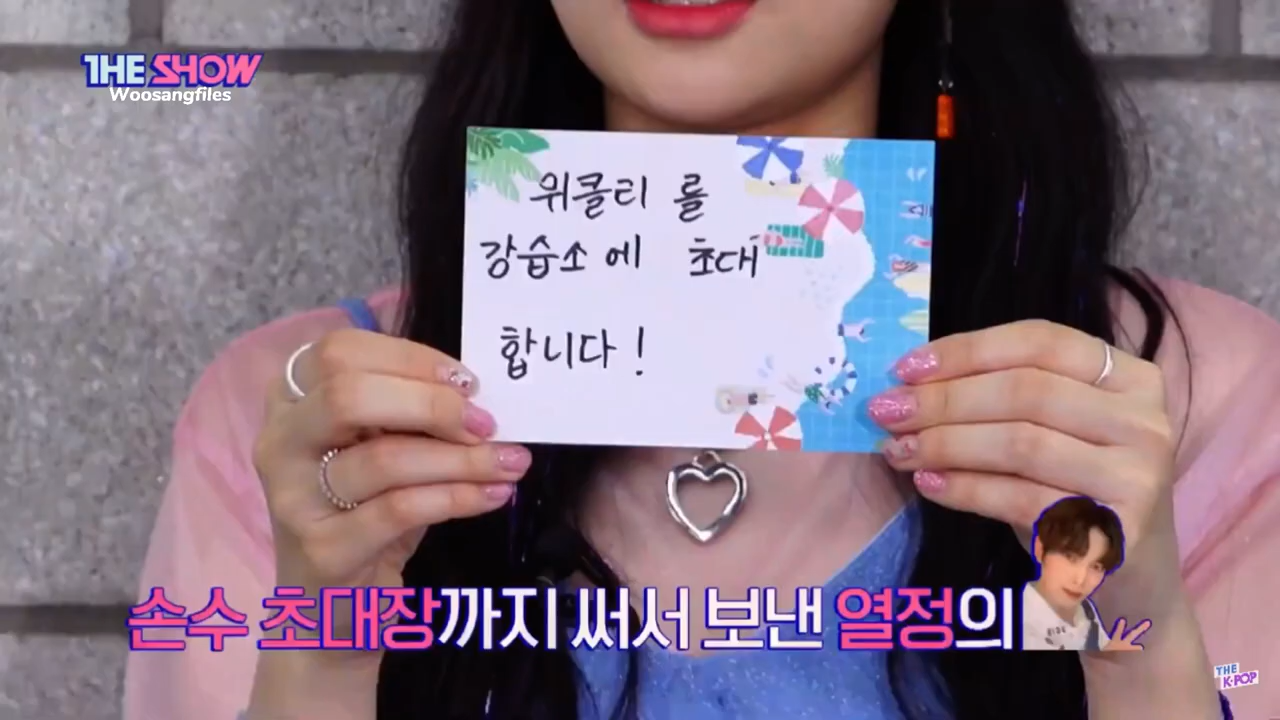 THE SHOW
Woosangfiles
위클티 를
강습소 에 초대
합니다 !
손수 초대장까지 써서 보낸 열정의
THE
K-POP